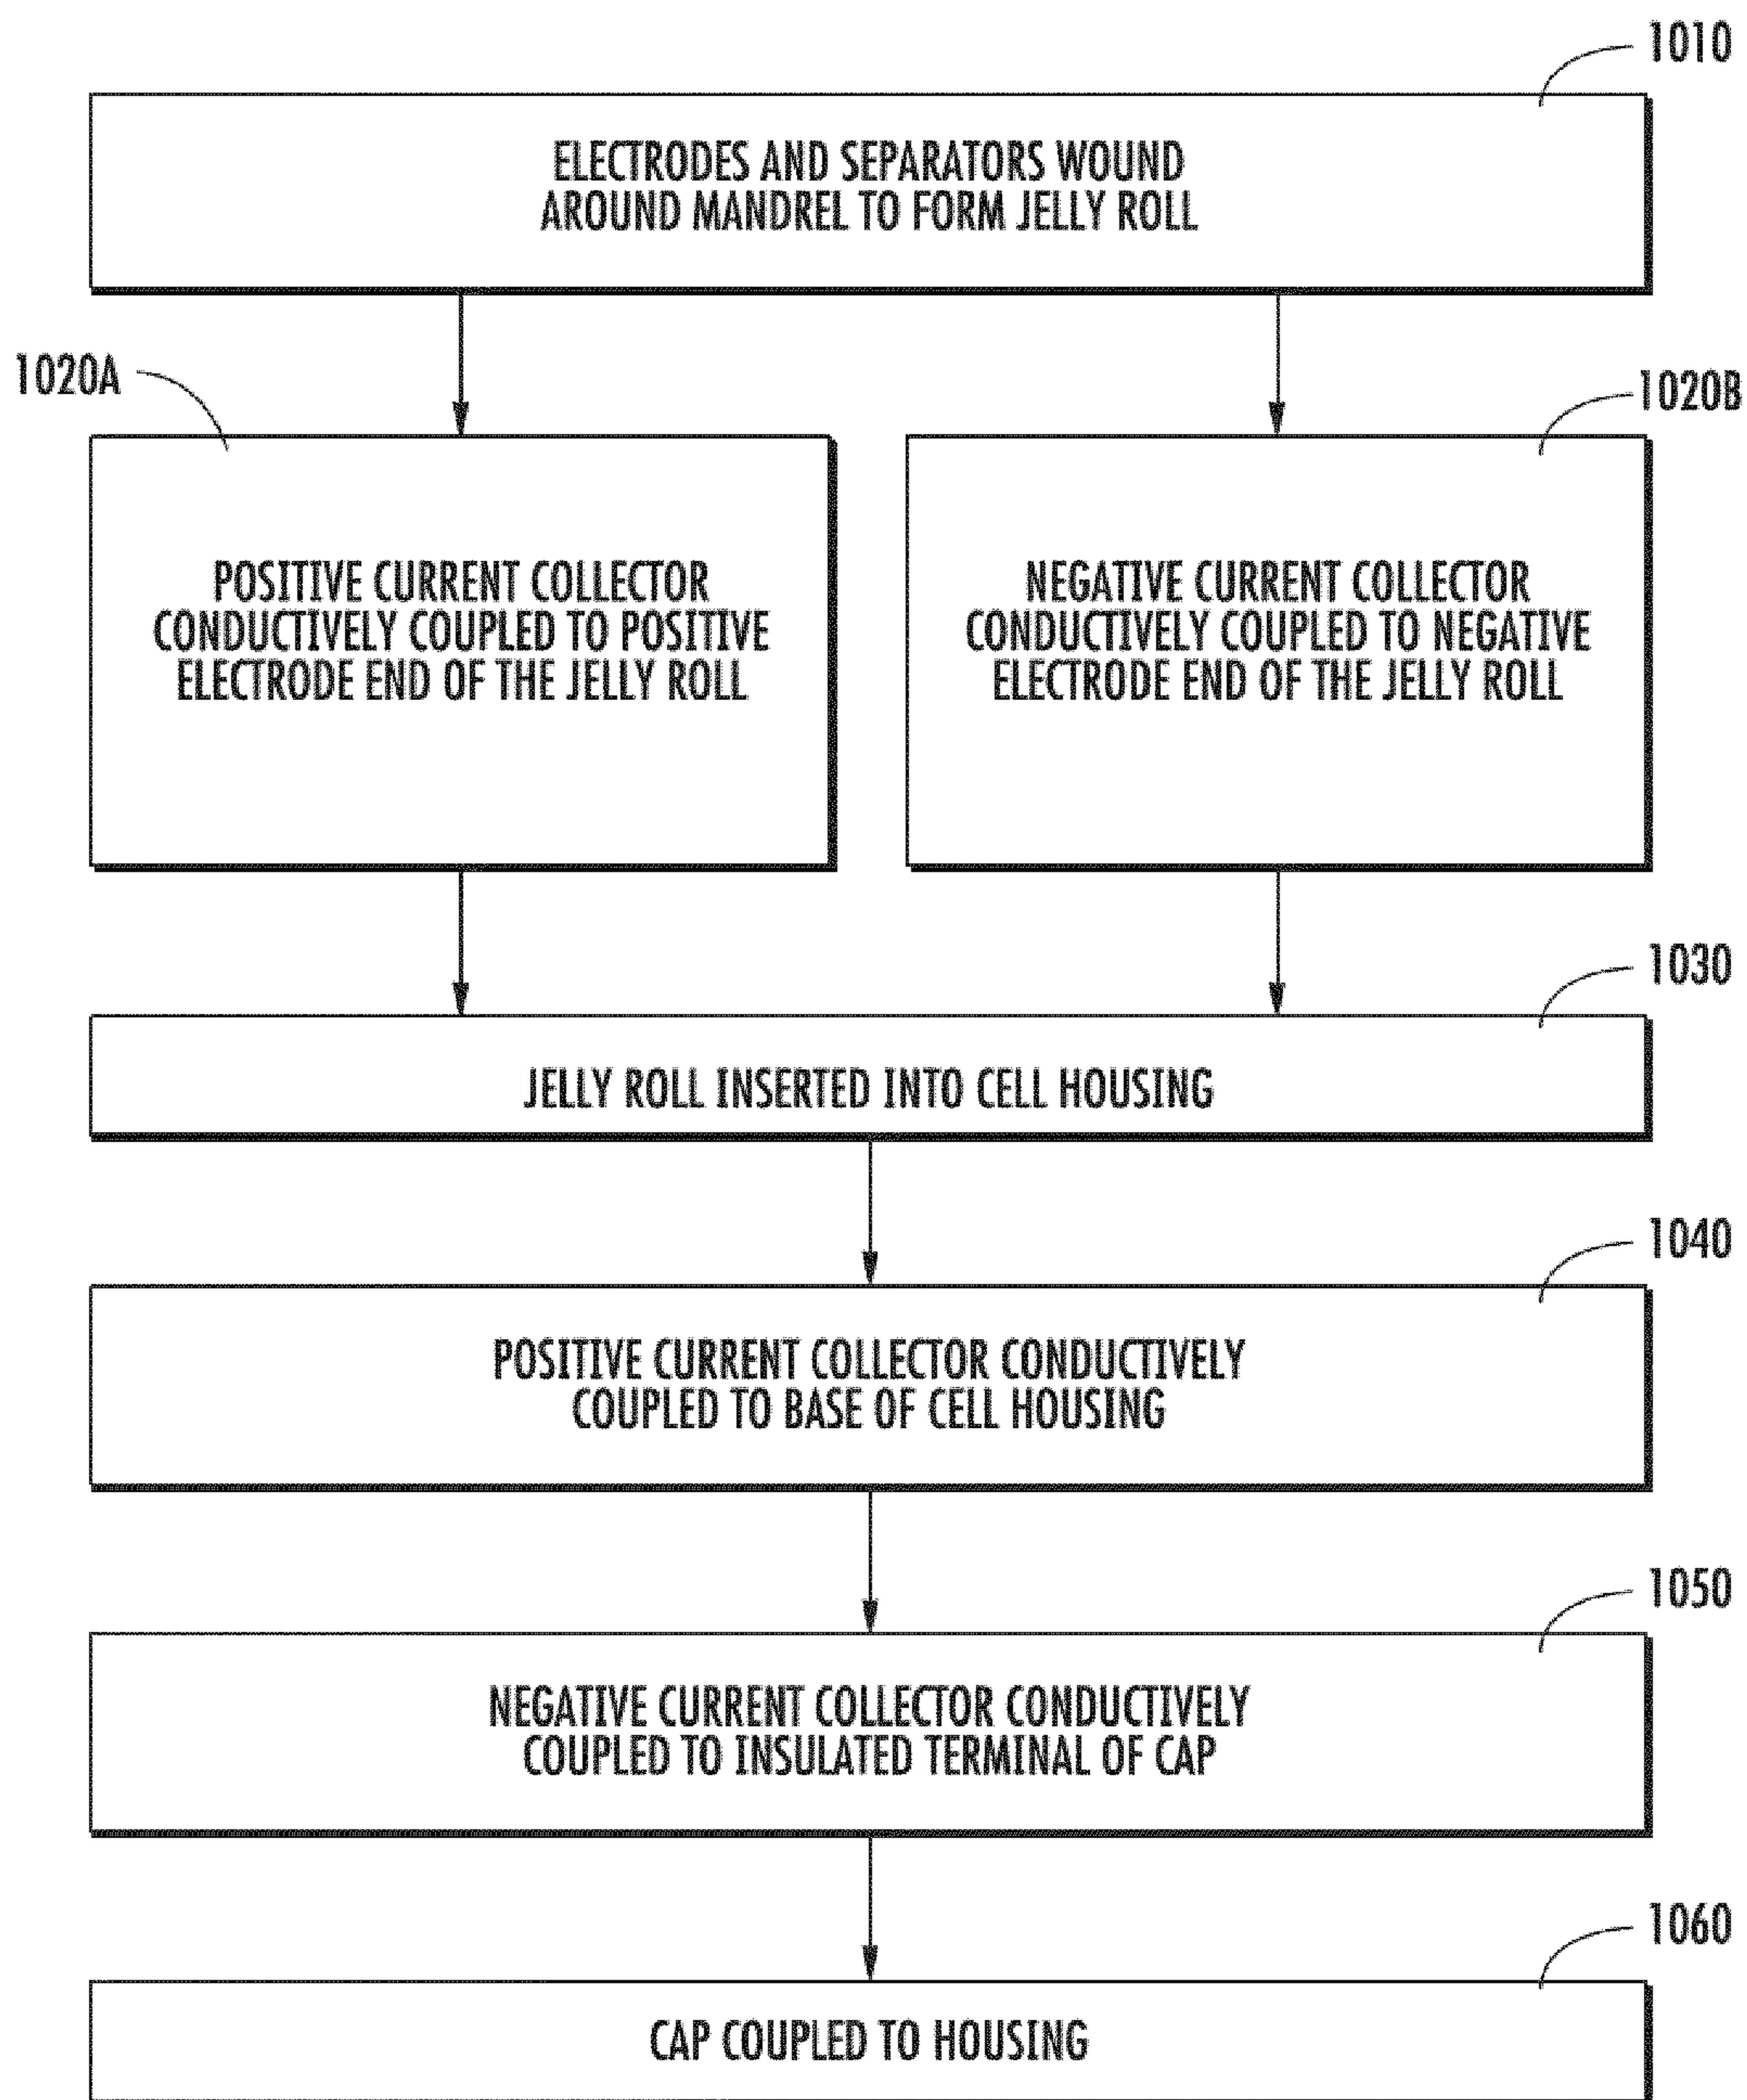 1010
ELECTRODES AND SEPARATORS WOUND
AROUND MANDREL TO FORM JELLY ROLL
1020A
1020B
POSITIVE CURRENT COLLECTOR
CONDUCTIVELY COUPLED TO POSITIVE
ELECTRODE END OF THE JELLY ROLL
NEGATIVE CURRENT COLLECTOR
CONDUCTIVELY COUPLED TO NEGATIVE
ELECTRODE END OF THE JELLY ROLL
1030
JELLY ROLL INSERTED INTO CELL HOUSING
1040
POSITIVE CURRENT COLLECTOR CONDUCTIVELY
COUPLED TO BASE OF CELL HOUSING
1050
NEGATIVE CURRENT COLLECTOR CONDUCTIVELY
COUPLED TO INSULATED TERMINAL OF CAP
1060
CAP COUPLED TO HOUSING